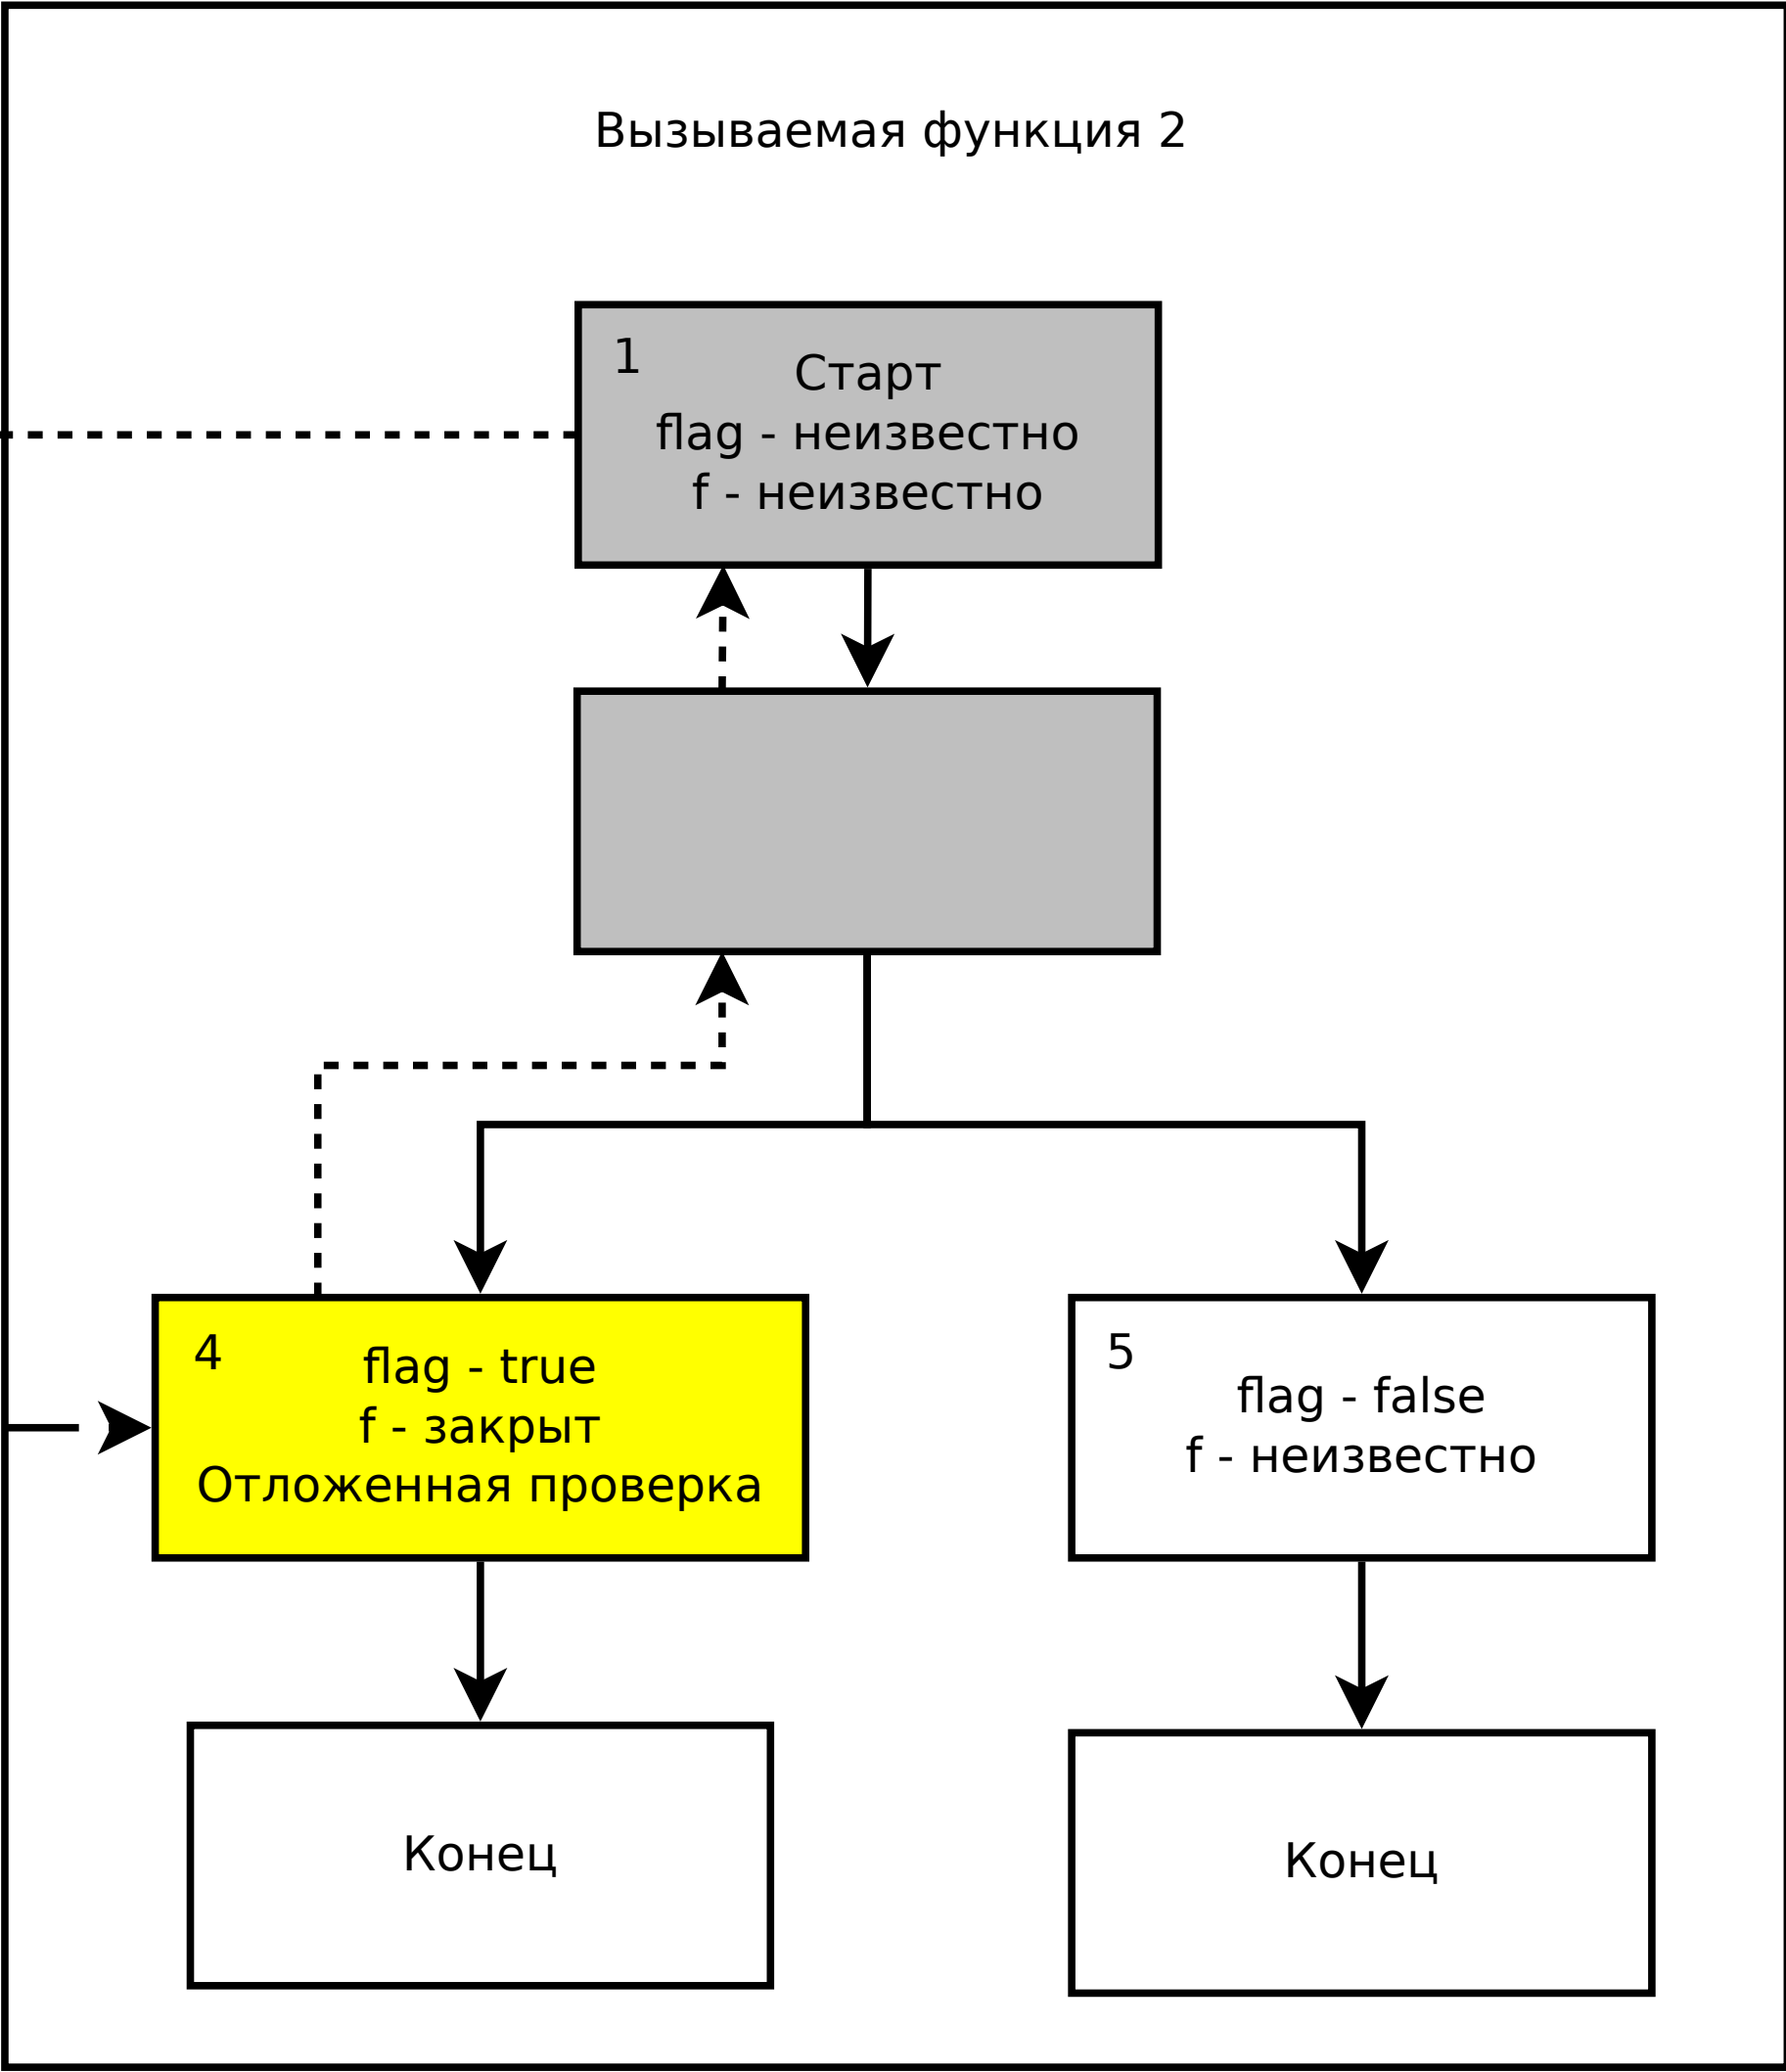 Вызываемая функция 2
1
Старт
flag - неизвестно
f - неизвестно
4
flag - true
f - закрыт
Отложенная проверка
5
flag - false
f - неизвестно
Конец
Конец